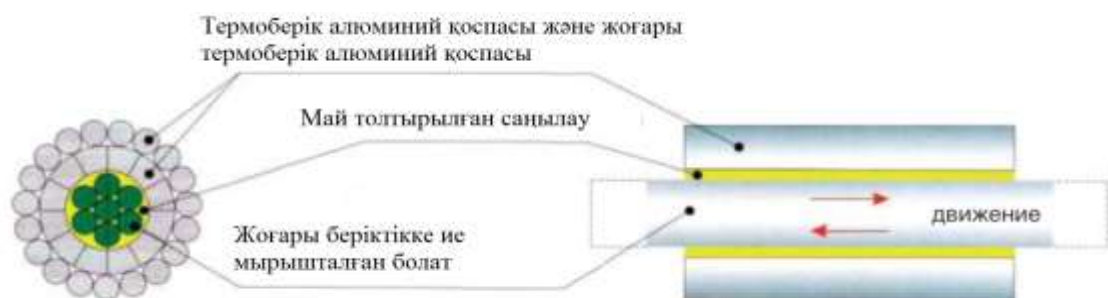 Термоберік алюминий қоспасы және жоғары
термоберік алюминий қоспасы
Май толтырылған саңылау
Жоғары беріктікке ие
мырышталған болат
движение